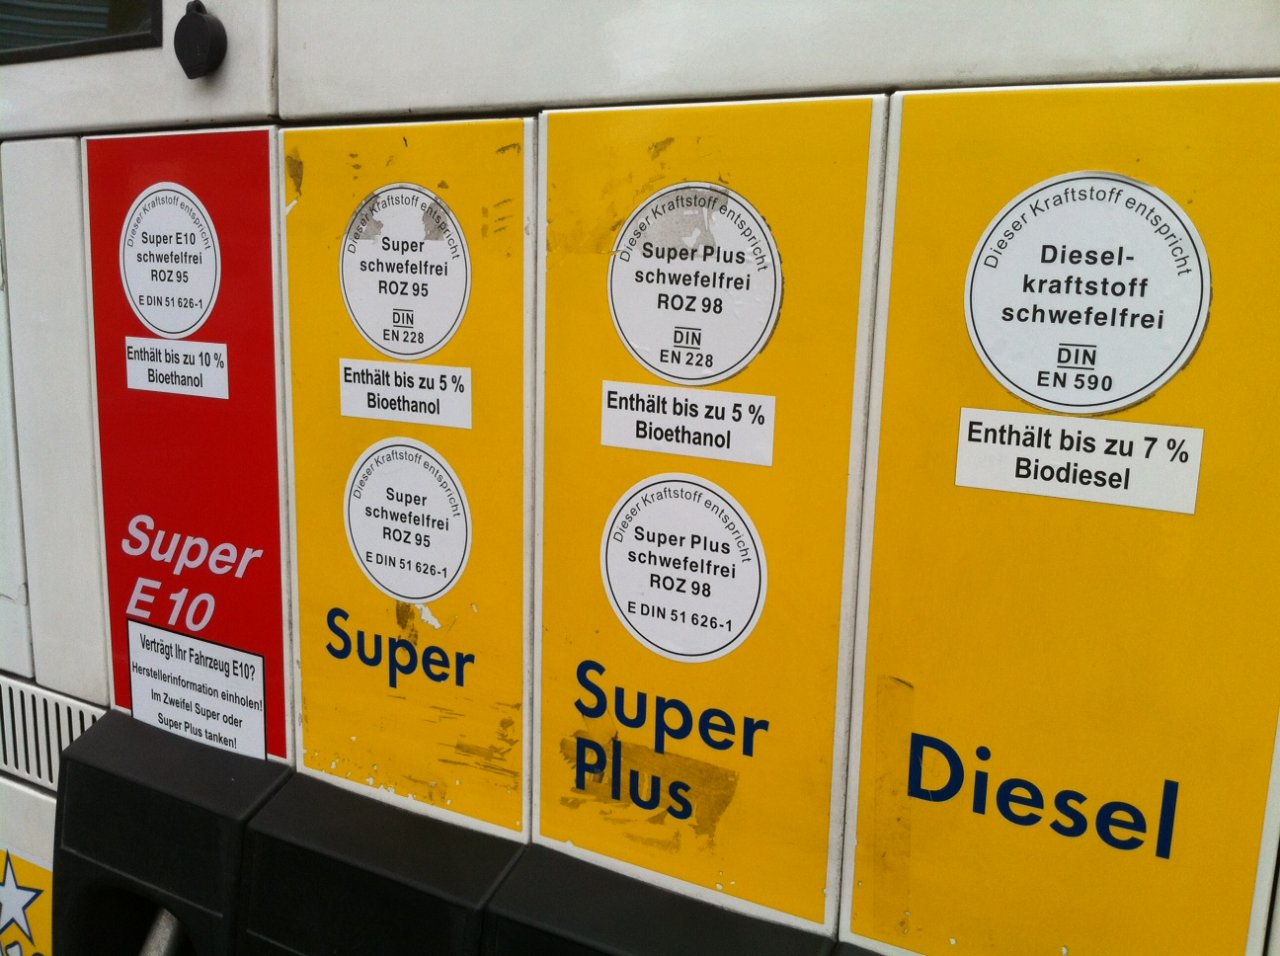 Dieser Kraftstoff entspricht
Super E10
schwefelfrei
ROZ 95
E DIN 51 626-1
Enthält bis zu 10 %
Bioethanol
Super
E 10
Verträgt Ihr Fahrzeug E10?
Herstellerinformation einholen!
Im Zweifel Super oder
Super Plus tanken!
Dieser Kraftstoff entspricht
Super
schwefelfrei
ROZ 95
DIN
EN 228
Enthält bis zu 5 %
Bioethanol
Dieser Kraftstoff entspricht
Super
schwefelfrei
ROZ 95
E DIN 51 626-1
Super
Dieser Kraftstoff entspricht
Super Plus
schwefelfrei
ROZ 98
DIN
EN 228
Enthält bis zu 5 %
Bioethanol
Dieser Kraftstoff entspricht
Super Plus
schwefelfrei
ROZ 98
E DIN 51 626-1
Super
Plus
Dieser Kraftstoff entspricht
Diesel-
kraftstoff
schwefelfrei
DIN
EN 590
Enthält bis zu 7 %
Biodiesel
Diesel